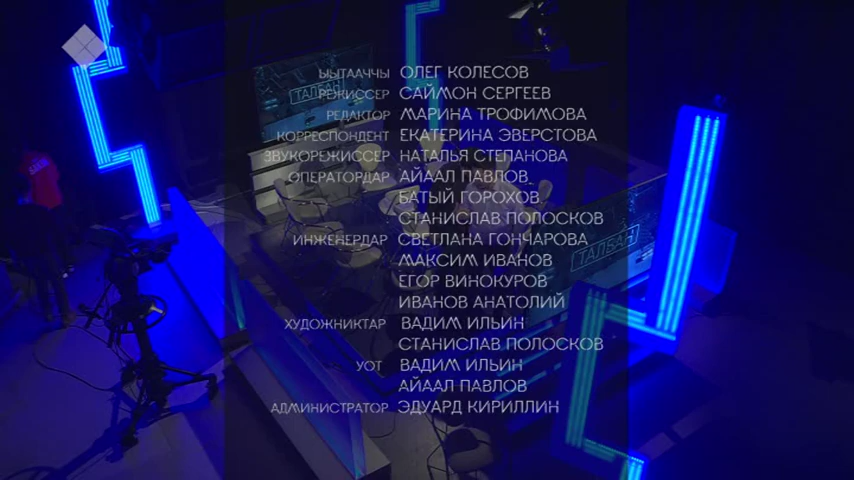 ЫЫТААЧЧЫ ОЛЕГ КОЛЕСОВ
РЕЖИССЕР САЙМОН СЕРГЕЕВ
РЕДАКТОР МАРИНА ТРОФИМОВА
КОРРЕСПОНДЕНТ ЕКАТЕРИНА ЭВЕРСТОВА
ЗВУКОРЕЖИССЕР НАТАЛЬЯ СТЕПАНОВА
ОПЕРАТОРДАР АЙААЛ ПАВЛОВ
БАТЫЙ ГОРОХОВ
СТАНИСЛАВ ПОЛОСКОВ
ИНЖЕНЕРДАР СВЕТЛАНА ГОНЧАРОВА
МАКСИМ ИВАНОВ
ЕГОР ВИНОКУРОВ
ИВАНОВ АНАТОЛИЙ
ХУДОЖНИКТАР ВАДИМ ИЛЬИН
СТАНИСЛАВ ПОЛОСКОВ
УОТ ВАДИМ ИЛЬИН
АЙААЛ ПАВЛОВ
АДМИНИСТРАТОР ЭДУАРД КИРИЛЛИН
ТАЛБАН
ТАЛБАН